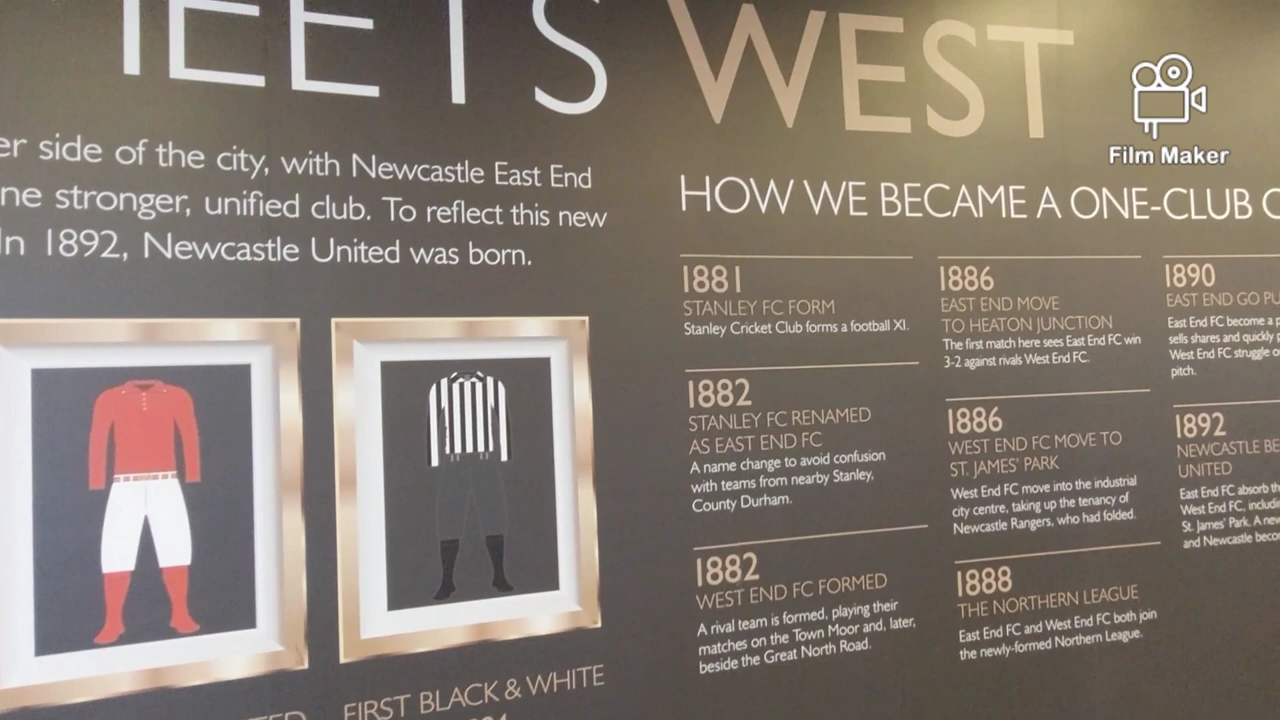 WEST
Film Maker
er side of the city, with Newcastle East End
ne stronger, unified club. To reflect this new
In 1892, Newcastle United was born.
HOW WE BECAME A ONE-CLUB
1881
STANLEY FC FORM
Stanley Cricket Club forms a football XI.
1882
STANLEY FC RENAMED
AS EAST END FC
A name change to avoid confusion
with teams from nearby Stanley,
County Durham.
1882
WEST END FC FORMED
A rival team is formed, playing their
matches on the Town Moor and, later,
beside the Great North Road.
1886
EAST END MOVE
TO HEATON JUNCTION
The first match here sees East End FC win
3-2 against rivals West End FC.
1886
WEST END FC MOVE TO
ST. JAMES' PARK
West End FC move into the industrial
city centre, taking up the tenancy of
Newcastle Rangers, who had folded.
1888
THE NORTHERN LEAGUE
East End FC and West End FC both join
the newly-formed Northern League.
1890
EAST END GO
East End FC become a
sells shares and quickly
West End FC struggle
pitch.
1892
NEWCASTLE
UNITED
East End FC absorb
West End FC,
St. James' Park. A
and Newcastle
FIRST BLACK & WHITE